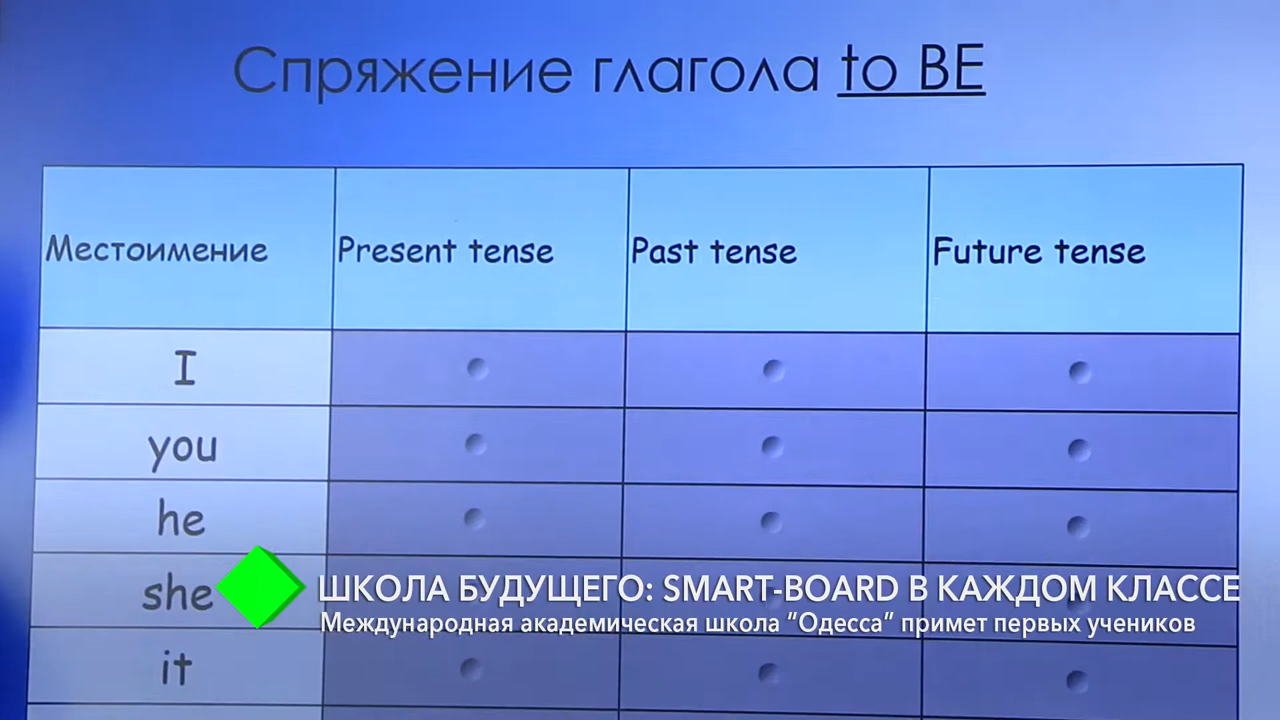 Спряжение глагола to BE
Местоимение Present tense Past tense Future tense
I
you
he
she
it
ШКОЛА БУДУЩЕГО: SMART-BOARD В КАЖДОМ КЛАССЕ
Международная академическая школа "Одесса" примет первых учеников